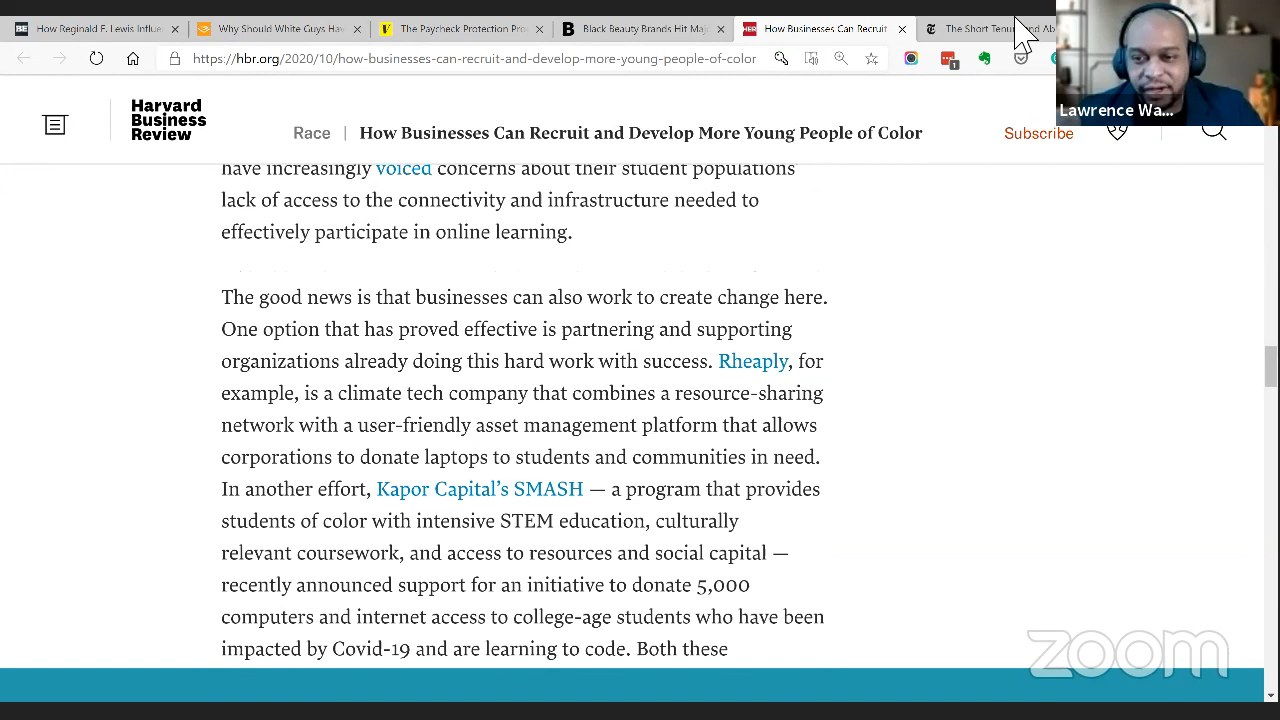 How Reginald F. Lewis Influe
Why Should White Guys Hav
The Paycheck Protection Pro
Black Beauty Brands Hit Maj
HBR
How Businesses Can Recruit
The Short Tenure and Ab
https://hbr.org/2020/10/how-businesses-can-recruit-and-develop-more-young-people-of-color
1
Lawrence Wa...
Harvard
Business
Review
Race | How Businesses Can Recruit and Develop More Young People of Color
Subscribe
have increasingly voiced concerns about their student populations’
lack of access to the connectivity and infrastructure needed to
effectively participate in online learning.
The good news is that businesses can also work to create change here.
One option that has proved effective is partnering and supporting
organizations already doing this hard work with success. Rheaply, for
example, is a climate tech company that combines a resource-sharing
network with a user-friendly asset management platform that allows
corporations to donate laptops to students and communities in need.
In another effort, Kapor Capital’s SMASH — a program that provides
students of color with intensive STEM education, culturally
relevant coursework, and access to resources and social capital —
recently announced support for an initiative to donate 5,000
computers and internet access to college-age students who have been
impacted by Covid-19 and are learning to code. Both these
zoom